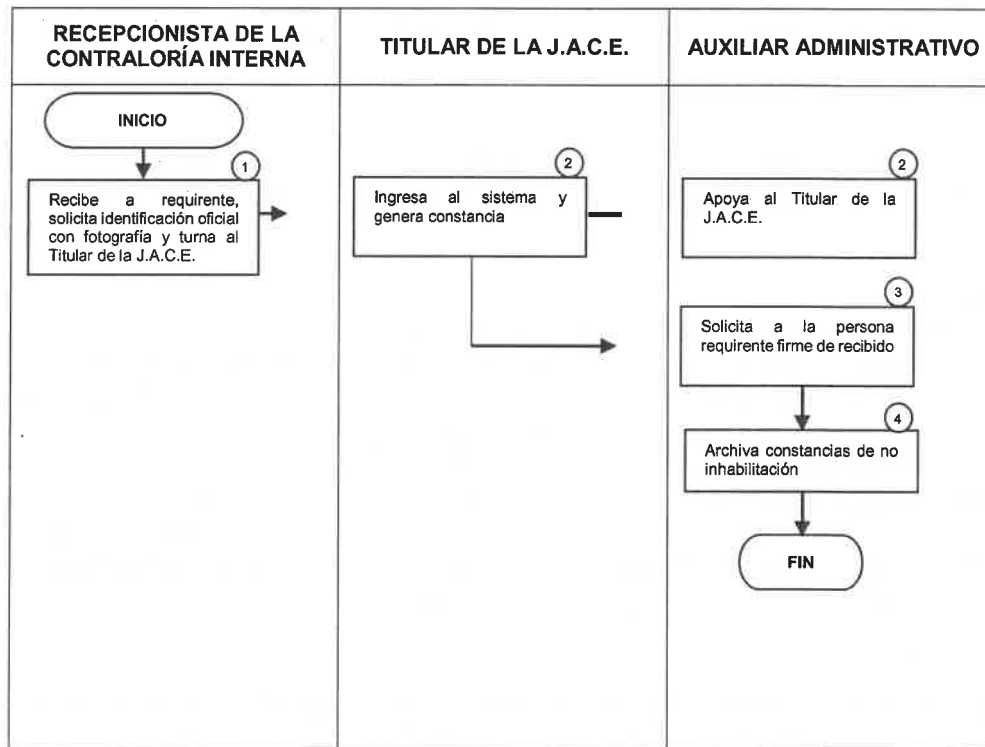 RECEPCIONISTA DE LA
CONTRALORÍA INTERNA
TITULAR DE LA J.A.C.E.
AUXILIAR ADMINISTRATIVO
INICIO
1
Recibe a requirente,
solicita identificación oficial
con fotografía y turna al
Titular de la J.A.C.E.
2
Ingresa al sistema y
genera constancia
2
Apoya al Titular de la
J.A.C.E.
3
Solicita a la persona
requirente firme de recibido
4
Archiva constancias de no
inhabilitación
FIN